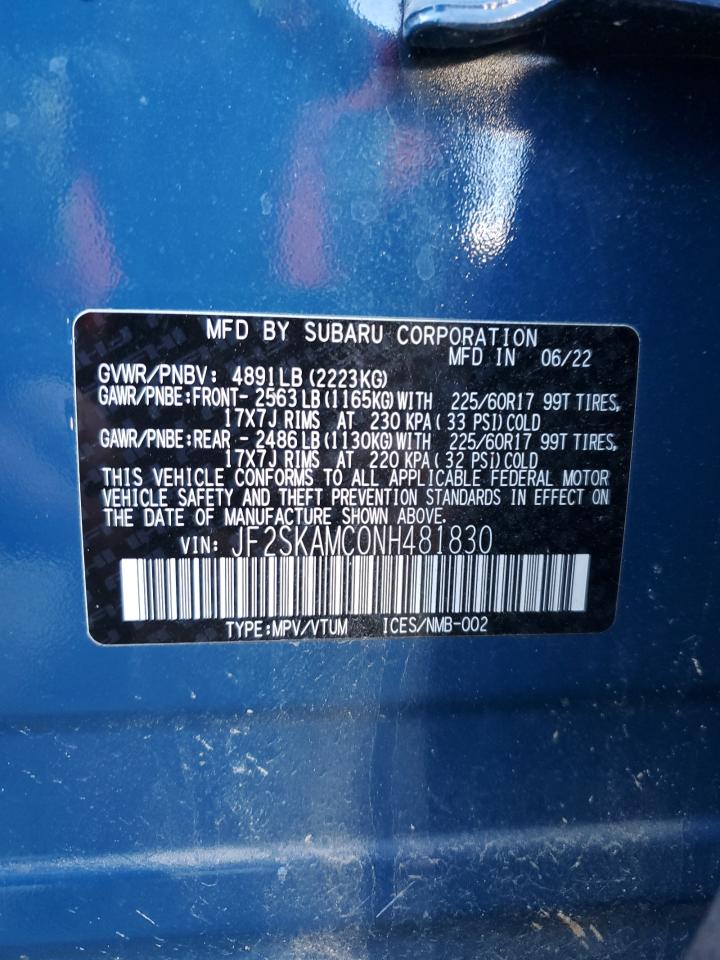 MFD BY SUBARU CORPORATION
MFD IN 06/22
GVWR/PNBV: 4891LB (2223KG)
GAWR/PNBE:FRONT- 2563 LB (1165KG) WITH 225/60R17 99T TIRES,
17X7J RIMS AT 230 KPA ( 33 PSI) COLD
GAWR/PNBE:REAR - 2486 LB (1130KG) WITH 225/60R17 99T TIRES,
17X7J RIMS AT 220 KPA ( 32 PSI) COLD
THIS VEHICLE CONFORMS TO ALL APPLICABLE FEDERAL MOTOR
VEHICLE SAFETY AND THEFT PREVENTION STANDARDS IN EFFECT ON
THE DATE OF MANUFACTURE SHOWN ABOVE.
VIN: JF2SKAMC0NH481830
TYPE:MPV/VTUM ICES/NMB-002